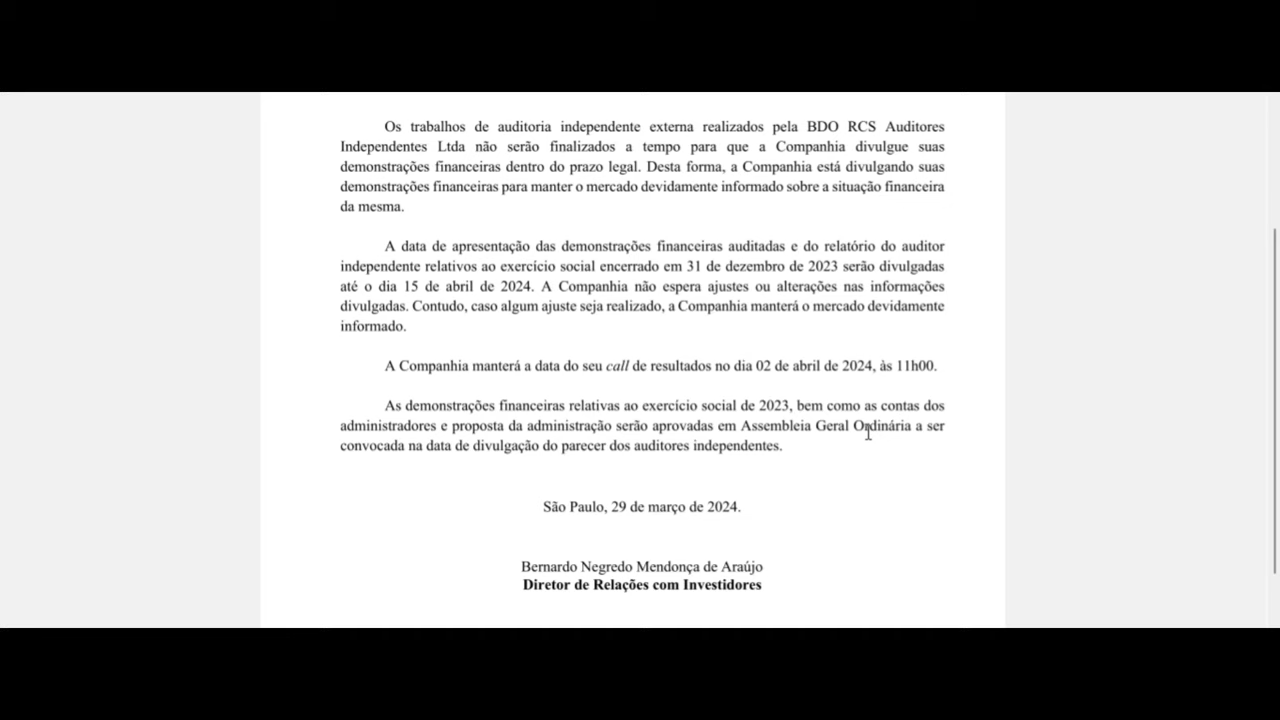 Os trabalhos de auditoria independente externa realizados pela BDO RCS Auditores
Independentes Ltda não serão finalizados a tempo para que a Companhia divulgue suas
demonstrações financeiras dentro do prazo legal. Desta forma, a Companhia está divulgando suas
demonstrações financeiras para manter o mercado devidamente informado sobre a situação financeira
da mesma.
A data de apresentação das demonstrações financeiras auditadas e do relatório do auditor
independente relativos ao exercício social encerrado em 31 de dezembro de 2023 serão divulgadas
até o dia 15 de abril de 2024. A Companhia não espera ajustes ou alterações nas informações
divulgadas. Contudo, caso algum ajuste seja realizado, a Companhia manterá o mercado devidamente
informado.
A Companhia manterá a data do seu call de resultados no dia 02 de abril de 2024, às 11h00.
As demonstrações financeiras relativas ao exercício social de 2023, bem como as contas dos
administradores e proposta da administração serão aprovadas em Assembleia Geral Ordinária a ser
convocada na data de divulgação do parecer dos auditores independentes.
São Paulo, 29 de março de 2024.
Bernardo Negredo Mendonça de Araújo
Diretor de Relações com Investidores